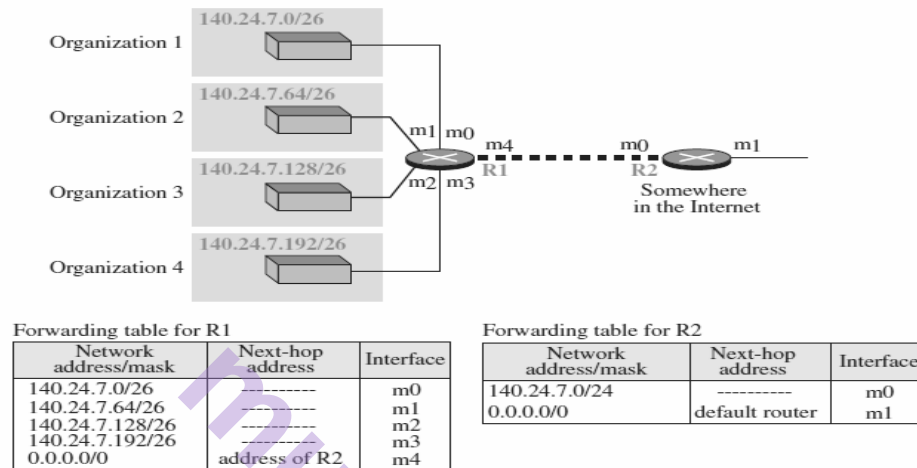 140.24.7.0/26
Organization 1
140.24.7.64/26
Organization 2
m1 m0
m4
m0
m1
140.24.7.128/26
R1
R2
m2 m3
Organization 3
Somewhere
in the Internet
140.24.7.192/26
Organization 4
Forwarding table for R1
Network address/mask Next-hop address Interface
140.24.7.0/26 ---------- m0
140.24.7.64/26 ---------- m1
140.24.7.128/26 ---------- m2
140.24.7.192/26 ---------- m3
0.0.0.0/0 address of R2 m4
Forwarding table for R2
Network address/mask Next-hop address Interface
140.24.7.0/24 ---------- m0
0.0.0.0/0 default router m1